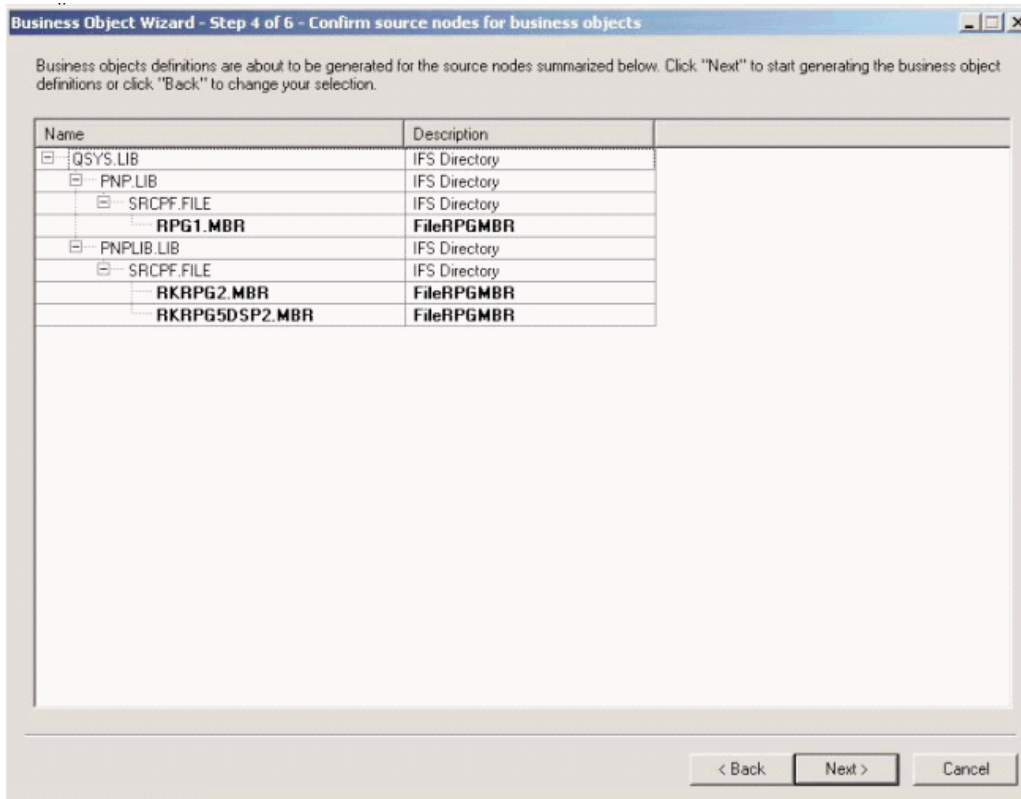 Business Object Wizard - Step 4 of 6 - Confirm source nodes for business objects
Business objects definitions are about to be generated for the source nodes summarized below. Click "Next" to start generating the business object
definitions or click "Back" to change your selection.
Name Description
QSYS.LIB IFS Directory
PNP.LIB IFS Directory
SRCPF.FILE IFS Directory
RPG1.MBR FileRPGMBR
PNPLIB.LIB IFS Directory
SRCPF.FILE IFS Directory
RKRPG2.MBR FileRPGMBR
RKRPG5DSP2.MBR FileRPGMBR
< Back Next > Cancel